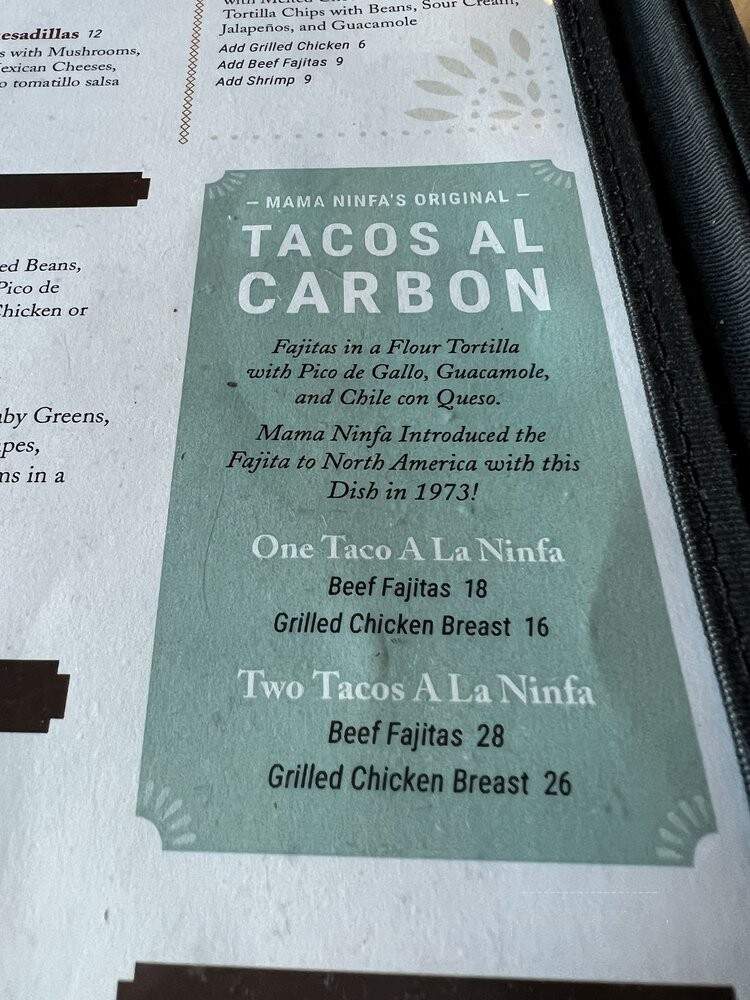 esadillas 12
s with Mushrooms,
exican Cheeses,
o tomatillo salsa
Tortilla Chips with Beans, Sour Cream,
Jalapeños, and Guacamole
Add Grilled Chicken 6
Add Beef Fajitas 9
Add Shrimp 9
ed Beans,
Pico de
Chicken or
aby Greens,
pes,
ms in a
– MAMA NINFA'S ORIGINAL –
TACOS AL
CARBON
Fajitas in a Flour Tortilla
with Pico de Gallo, Guacamole,
and Chile con Queso.
Mama Ninfa Introduced the
Fajita to North America with this
Dish in 1973!
One Taco A La Ninfa
Beef Fajitas 18
Grilled Chicken Breast 16
Two Tacos A La Ninfa
Beef Fajitas 28
Grilled Chicken Breast 26